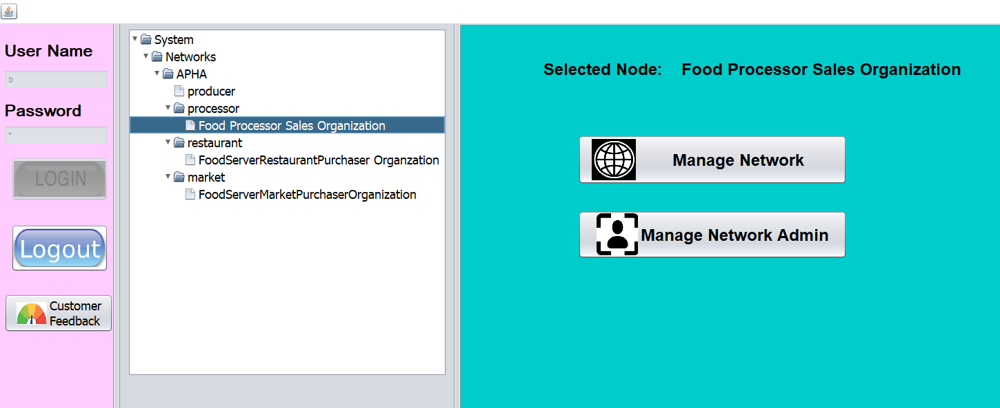 User Name
b
Password
*
LOGIN
Logout
Customer
Feedback
System
Networks
APHA
producer
processor
Food Processor Sales Organization
restaurant
FoodServerRestaurantPurchaser Organzation
market
FoodServerMarketPurchaserOrganization
Selected Node: Food Processor Sales Organization
Manage Network
Manage Network Admin